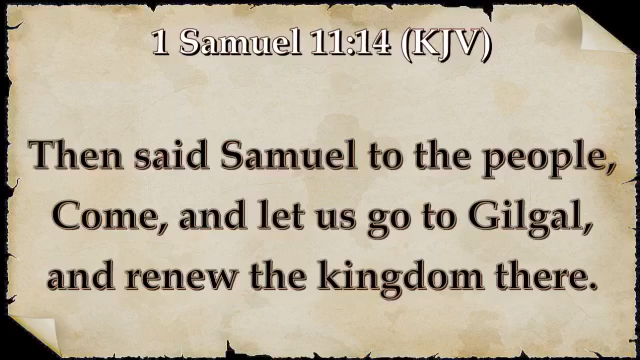 1 Samuel 11:14 (KJV)
Then said Samuel to the people,
Come, and let us go to Gilgal,
and renew the kingdom there.